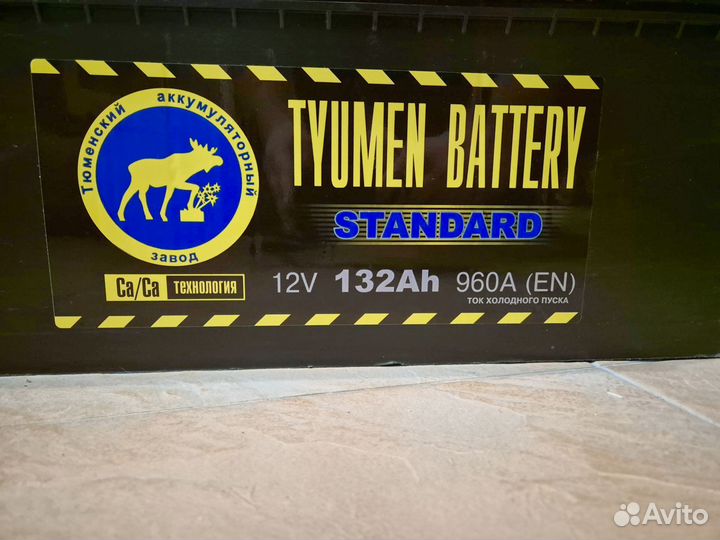 Тюменский аккумуляторный
завод
TYUMEN BATTERY
STANDARD
Ca/Ca технология
12V 132Ah 960A (EN)
ТОК ХОЛОДНОГО ПУСКА
Avito